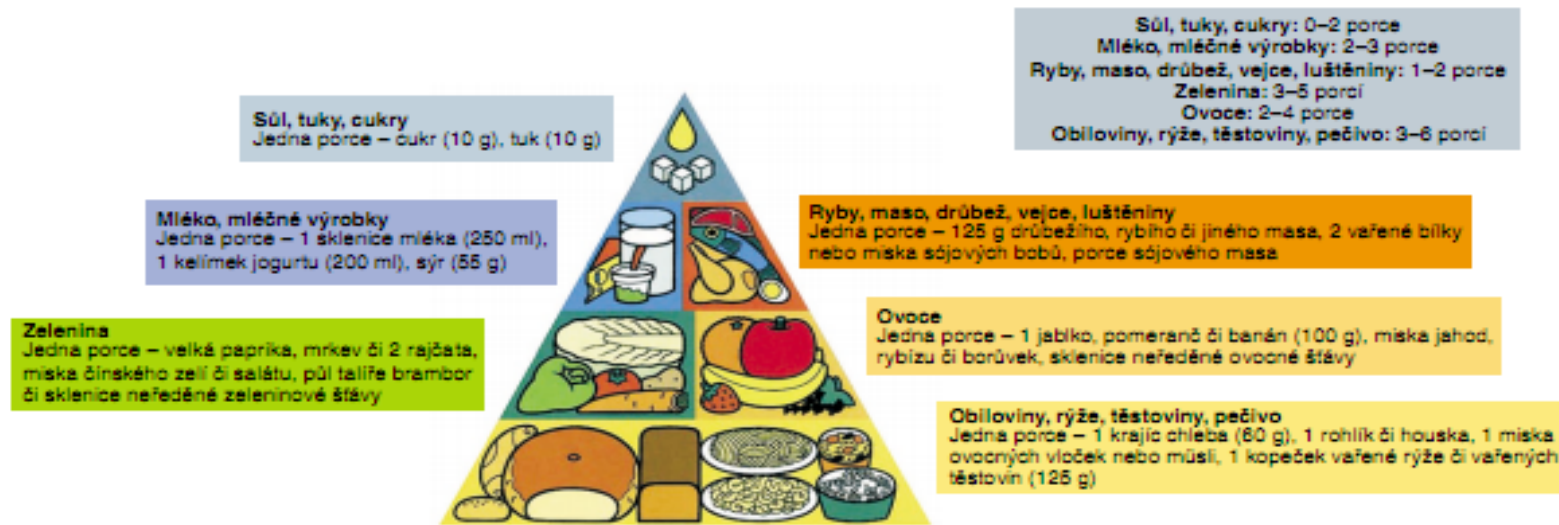 Sůl, tuky, cukry: 0–2 porce
Mléko, mléčné výrobky: 2–3 porce
Ryby, maso, drůbež, vejce, luštěniny: 1–2 porce
Zelenina: 3–5 porcí
Ovoce: 2–4 porce
Obiloviny, rýže, těstoviny, pečivo: 3–6 porcí
Sůl, tuky, cukry
Jedna porce – cukr (10 g), tuk (10 g)
Mléko, mléčné výrobky
Jedna porce – 1 sklenice mléka (250 ml),
1 kelímek jogurtu (200 ml), sýr (55 g)
Ryby, maso, drůbež, vejce, luštěniny
Jedna porce – 125 g drůbežího, rybího či jiného masa, 2 vařené bílky
nebo miska sójových bobů, porce sójového masa
Zelenina
Jedna porce – velká paprika, mrkev či 2 rajčata,
miska čínského zelí či salátu, půl talíře brambor
či sklenice neředěné zeleninové šťávy
Ovoce
Jedna porce – 1 jablko, pomeranč či banán (100 g), miska jahod,
rybízu či borůvek, sklenice neředěné ovocné šťávy
Obiloviny, rýže, těstoviny, pečivo
Jedna porce – 1 krajíc chleba (60 g), 1 rohlík či houska, 1 miska
ovocných vloček nebo müsli, 1 kopeček vařené rýže či vařených
těstovin (125 g)